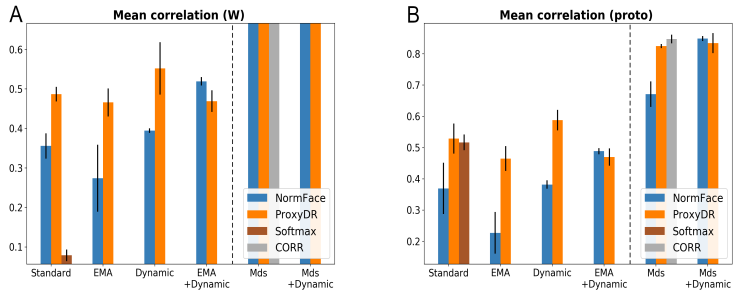 A
Mean correlation (W)
0.6
0.5
0.4
0.3
0.2
0.1
Standard
EMA
Dynamic
EMA
+Dynamic
Mds
Mds
+Dynamic
NormFace
ProxyDR
Softmax
CORR
B
Mean correlation (proto)
0.8
0.7
0.6
0.5
0.4
0.3
0.2
Standard
EMA
Dynamic
EMA
+Dynamic
Mds
Mds
+Dynamic
NormFace
ProxyDR
Softmax
CORR